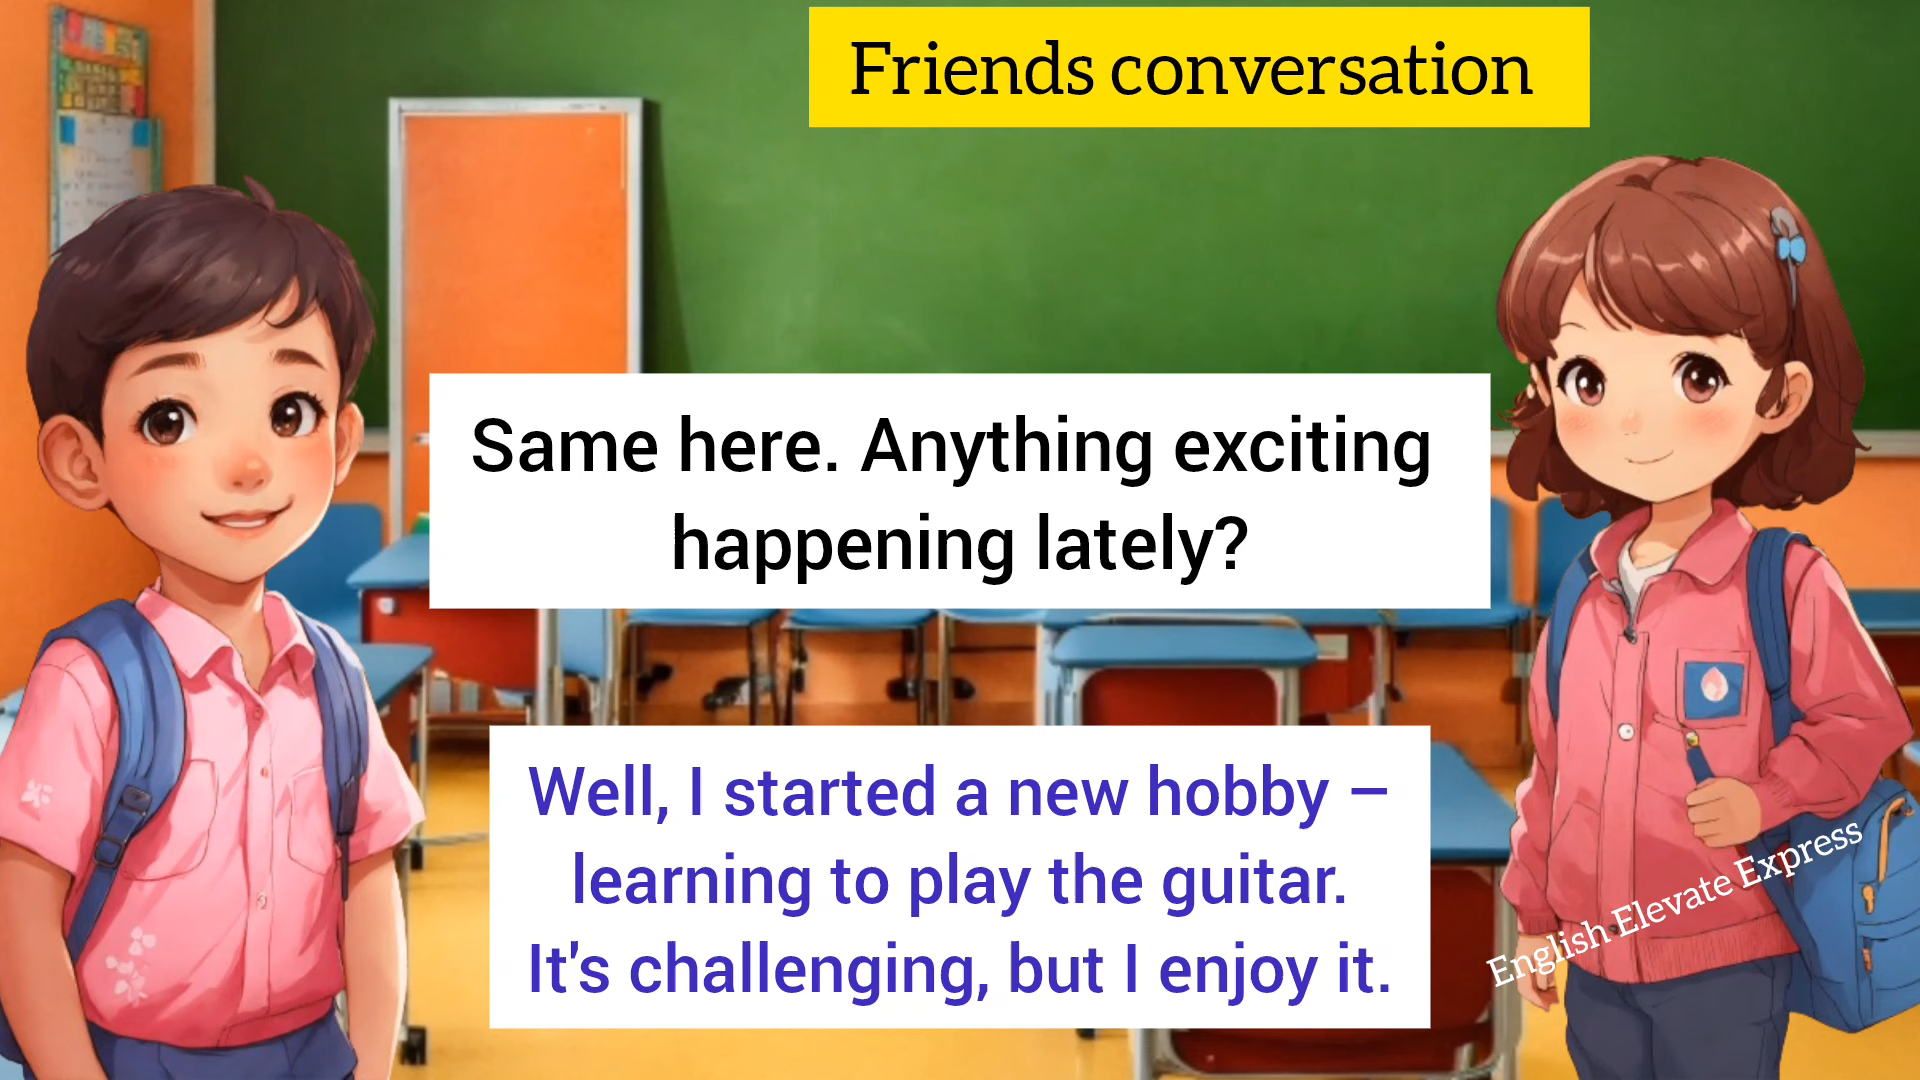 Friends conversation
Same here. Anything exciting
happening lately?
Well, I started a new hobby –
learning to play the guitar.
It's challenging, but I enjoy it.
English Elevate Express